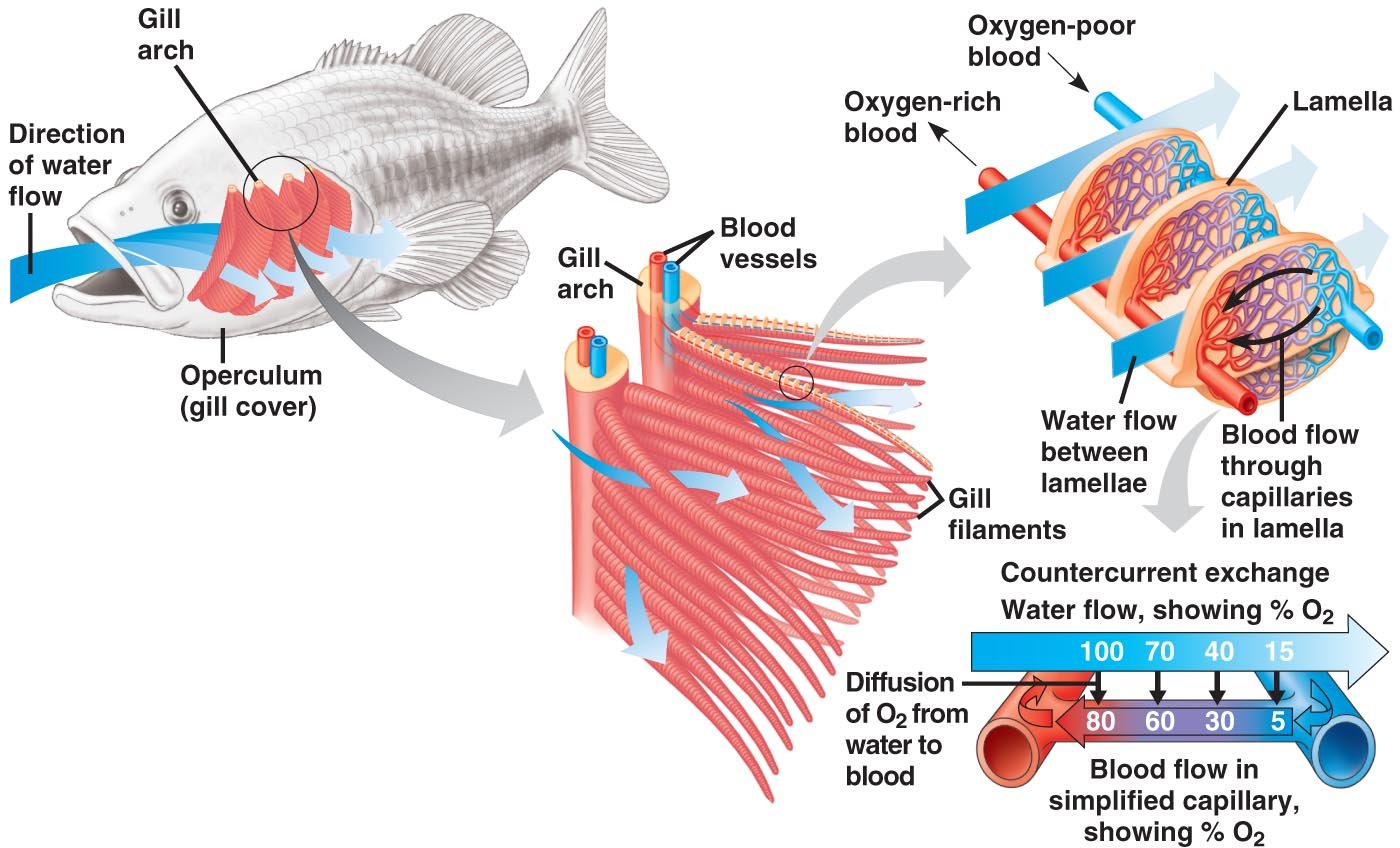 Gill
arch
Direction
of water
flow
Operculum
(gill cover)
Gill
arch
Blood
vessels
Gill
filaments
Oxygen-poor
blood
Oxygen-rich
blood
Lamella
Water flow
between
lamellae
Blood flow
through
capillaries
in lamella
Countercurrent exchange
Water flow, showing % O₂
100 70 40 15
Diffusion
of O₂ from
water to
blood
80 60 30 5
Blood flow in
simplified capillary,
showing % O₂